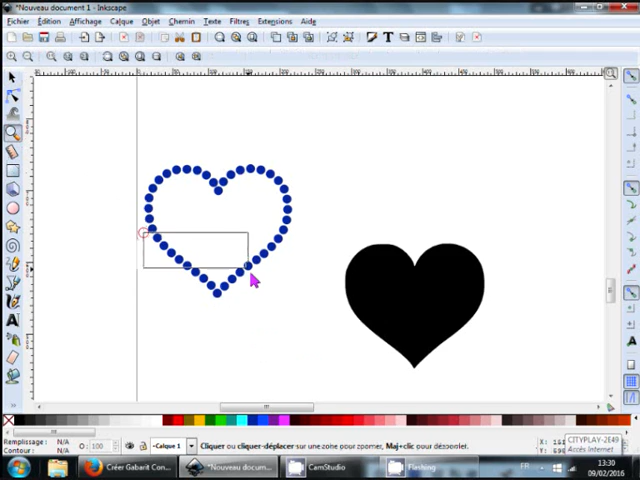 *Nouveau document 1 - Inkscape
Fichier Édition Affichage Calque Objet Chemin Texte Filtres Extensions Aide
Remplissage: N/A
Contour: N/A
O: 100
-Calque 1
Cliquer ou cliquer-déplacer sur une zone pour zoomer, Maj+clic pour dézoomer.
X:
Y:
CITYPLAY-2E49
Accès Internet
Créer Gabarit Con...
*Nouveau docum...
CamStudio
Flashing
FR
13:30
09/02/2016